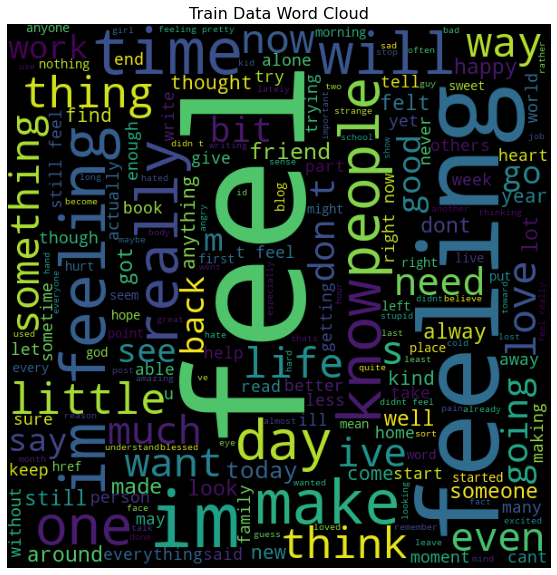 Train Data Word Cloud
feel
feeling
im feeling
im
time
will
now
way
work
thing
something
really
people
know
little
make
think
day
life
want
much
one
even
need
love
going
go
good
back
bit
see
say
still
around
well
ive
someone
alway
happy
friend
thought
felt
anything
don t
dont
m
s
t feel
try
tell
end
find
alone
nothing
anyone
girl
feeling pretty
kid
morning
stop
sad
often
bad
rather
use
write
trying
two
strange
guy
sweet
world
job
important
lately
writing
school
show
yet
never
others
heart
week
another
thinking
year
lot
live
right now
right
put
part
might
sense
blog
id
give
didn t
angry
hated
long
become
enough
still feel
actually
book
though
got
maybe
body
hurt
sometime
hand
everyone
seem
hope
god
point
great
used
let
every
able
u
post
amazing
first
went
especially
hour
getting
thats
hate
help
hard
read
better
less
ve
left
didnt
believe
stupid
toward
last
least
place
cold
lost
feel really
away
quite
kind
take
didnt feel
pain
already
making
sure
reason
understand
blessed
almost
ill
mean
home
sort
word
come
start
started
keep
href
month
made
look
today
eye
wanted
family
without
person
may
face
talk
done
loved
guess
new
said
everything
looking
remember
leave
moment
fact
excited
mind
many
cant